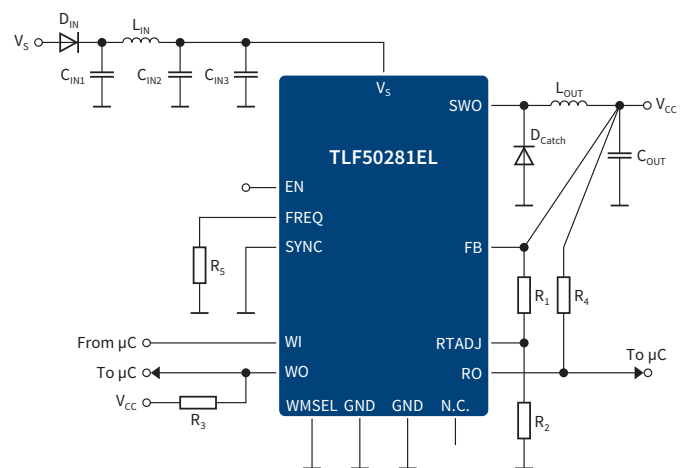 D_IN
L_IN
V_S
C_IN1
C_IN2
C_IN3
V_S
SWO
L_OUT
V_CC
D_Catch
C_OUT
TLF50281EL
EN
FREQ
SYNC
FB
R_5
R_1
R_4
From µC
WI
RTADJ
To µC
WO
RO
To µC
V_CC
R_3
WMSEL
GND
GND
N.C.
R_2